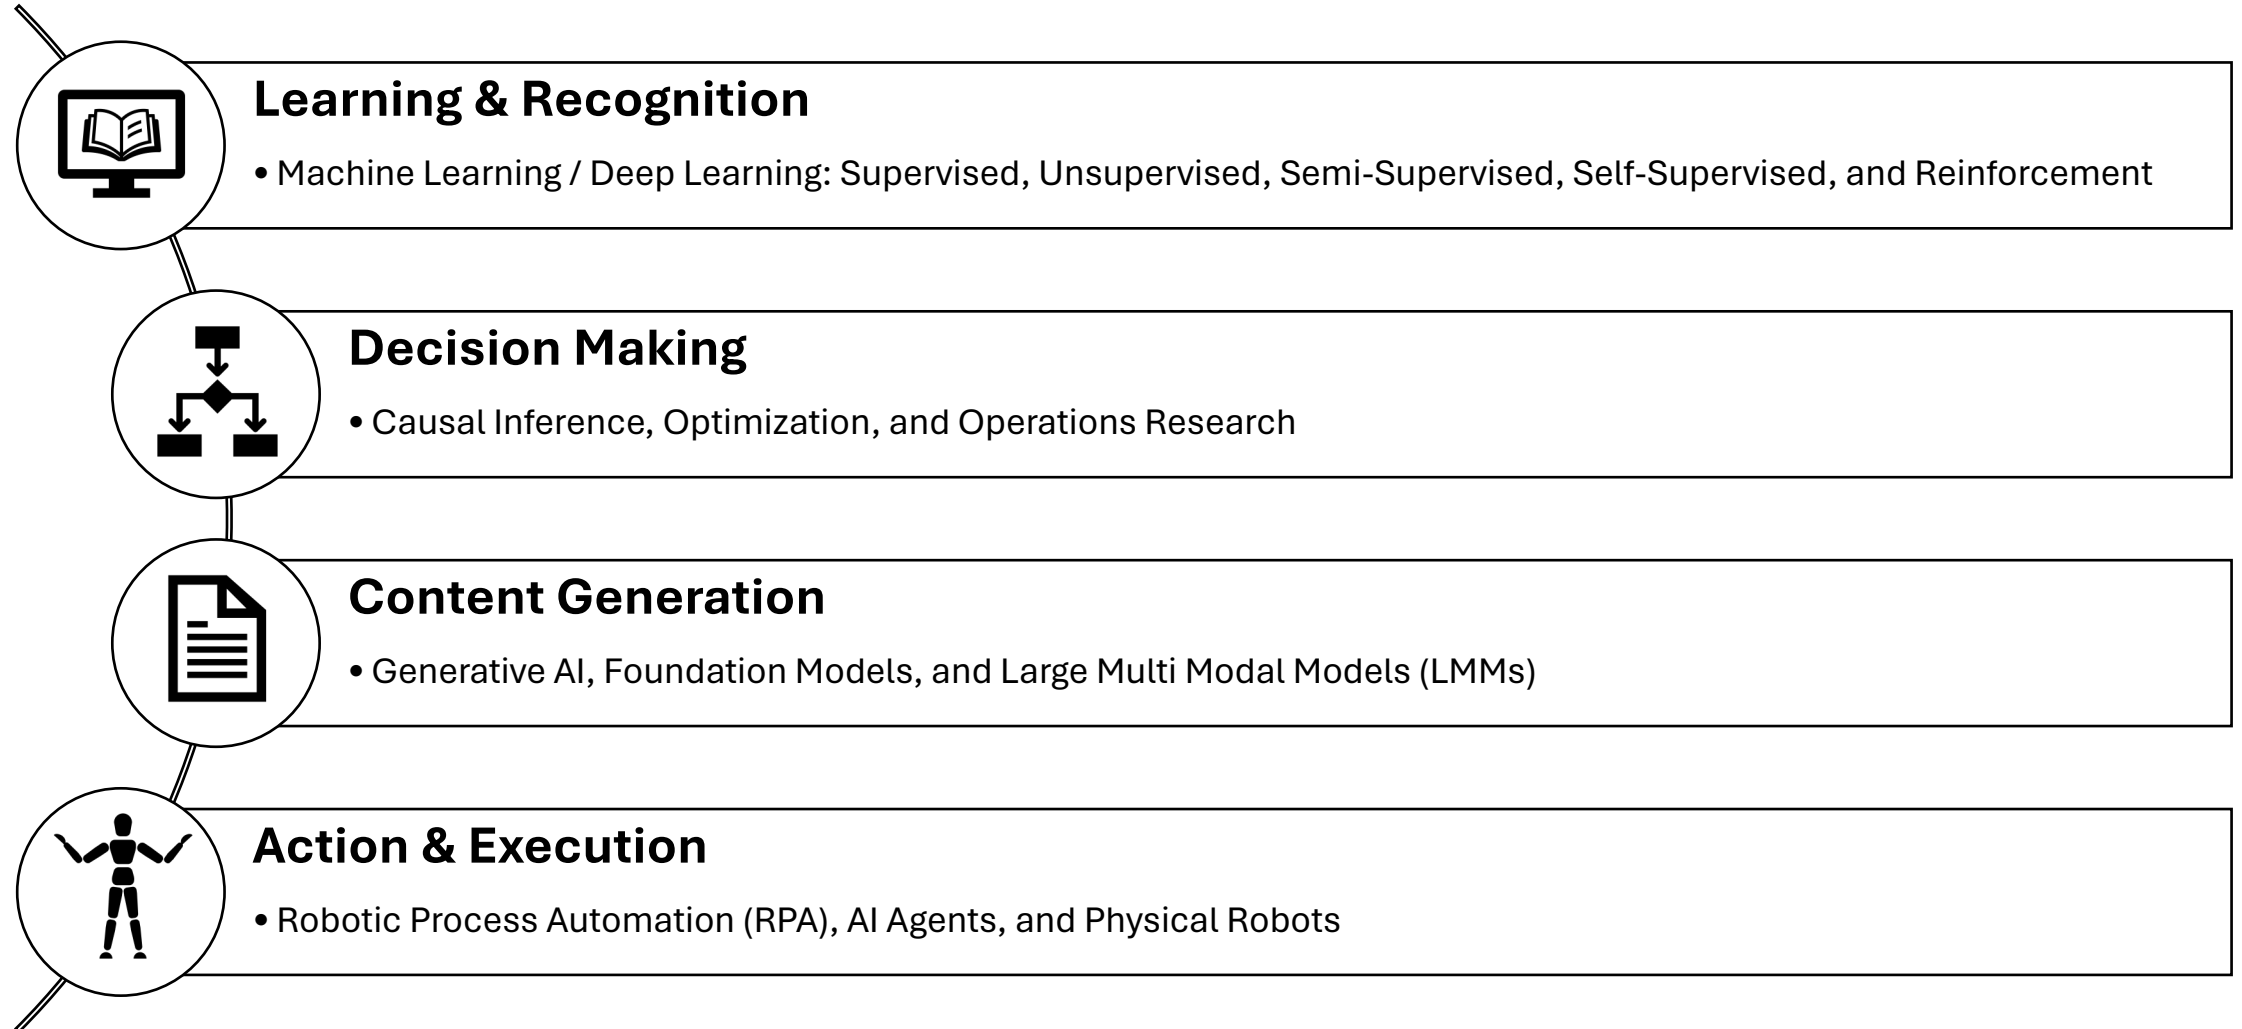 Learning & Recognition
• Machine Learning / Deep Learning: Supervised, Unsupervised, Semi-Supervised, Self-Supervised, and Reinforcement
Decision Making
• Causal Inference, Optimization, and Operations Research
Content Generation
• Generative AI, Foundation Models, and Large Multi Modal Models (LMMs)
Action & Execution
• Robotic Process Automation (RPA), AI Agents, and Physical Robots